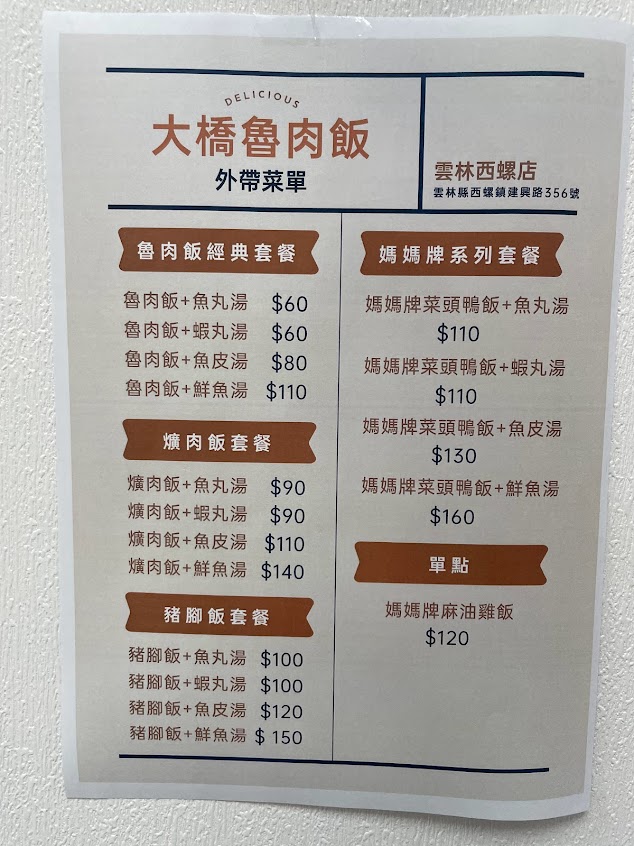 DELICIOUS
大橋魯肉飯
外帶菜單
雲林西螺店
雲林縣西螺鎮建興路356號
魯肉飯經典套餐
魯肉飯+魚丸湯 $60
魯肉飯+蝦丸湯 $60
魯肉飯+魚皮湯 $80
魯肉飯+鮮魚湯 $110
爌肉飯套餐
爌肉飯+魚丸湯 $90
爌肉飯+蝦丸湯 $90
爌肉飯+魚皮湯 $110
爌肉飯+鮮魚湯 $140
豬腳飯套餐
豬腳飯+魚丸湯 $100
豬腳飯+蝦丸湯 $100
豬腳飯+魚皮湯 $120
豬腳飯+鮮魚湯 $ 150
媽媽牌系列套餐
媽媽牌菜頭鴨飯+魚丸湯
$110
媽媽牌菜頭鴨飯+蝦丸湯
$110
媽媽牌菜頭鴨飯+魚皮湯
$130
媽媽牌菜頭鴨飯+鮮魚湯
$160
單點
媽媽牌麻油雞飯
$120